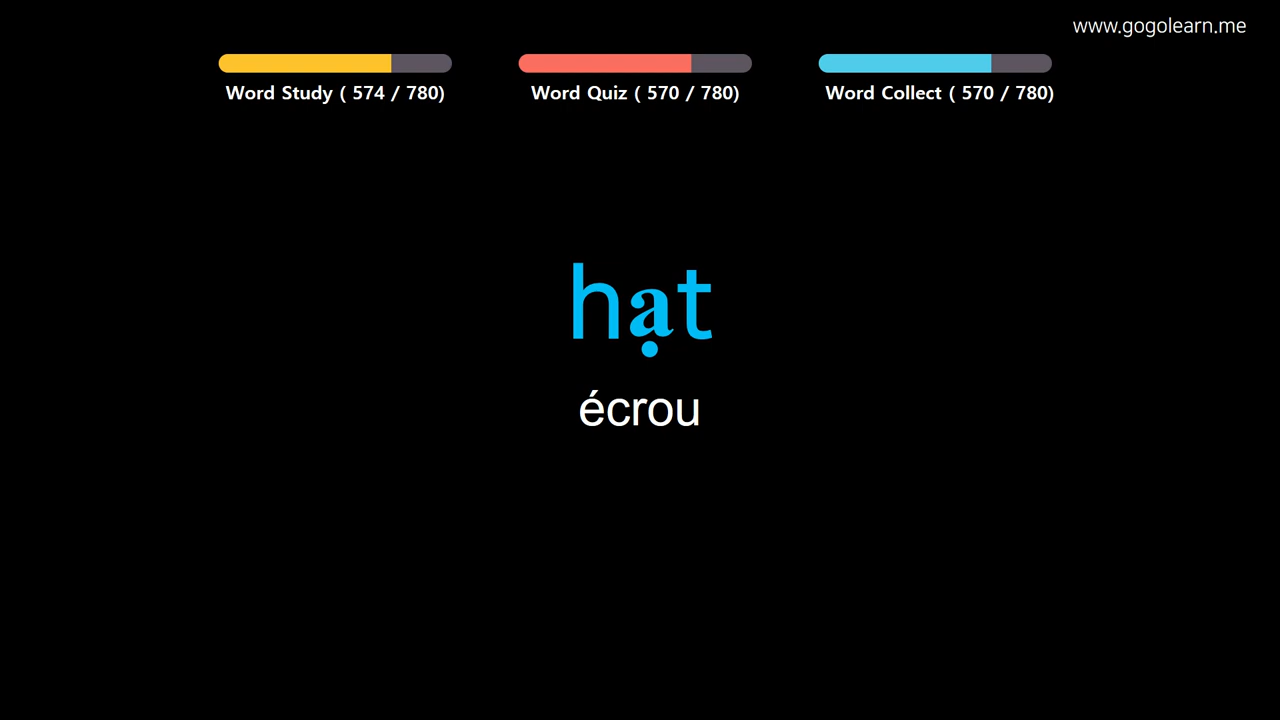 www.gogolearn.me
Word Study ( 574 / 780)
Word Quiz ( 570 / 780)
Word Collect ( 570 / 780)
hạt
écrou